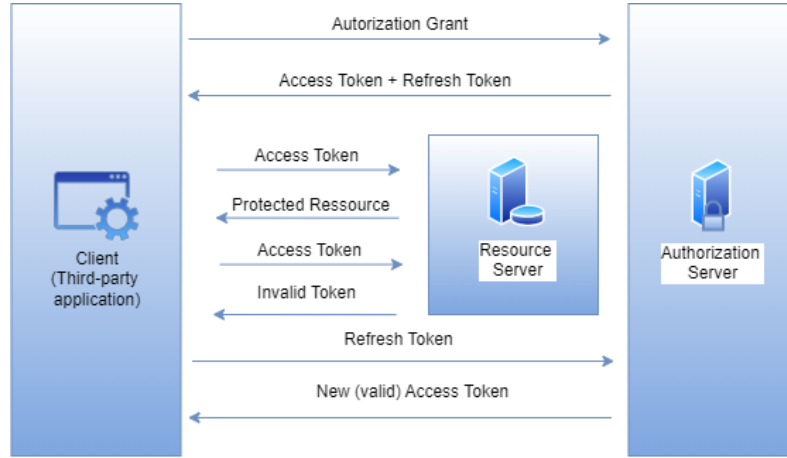 Autorization Grant
Access Token + Refresh Token
Access Token
Protected Ressource
Access Token
Invalid Token
Refresh Token
New (valid) Access Token
Client
(Third-party
application)
Resource
Server
Authorization
Server